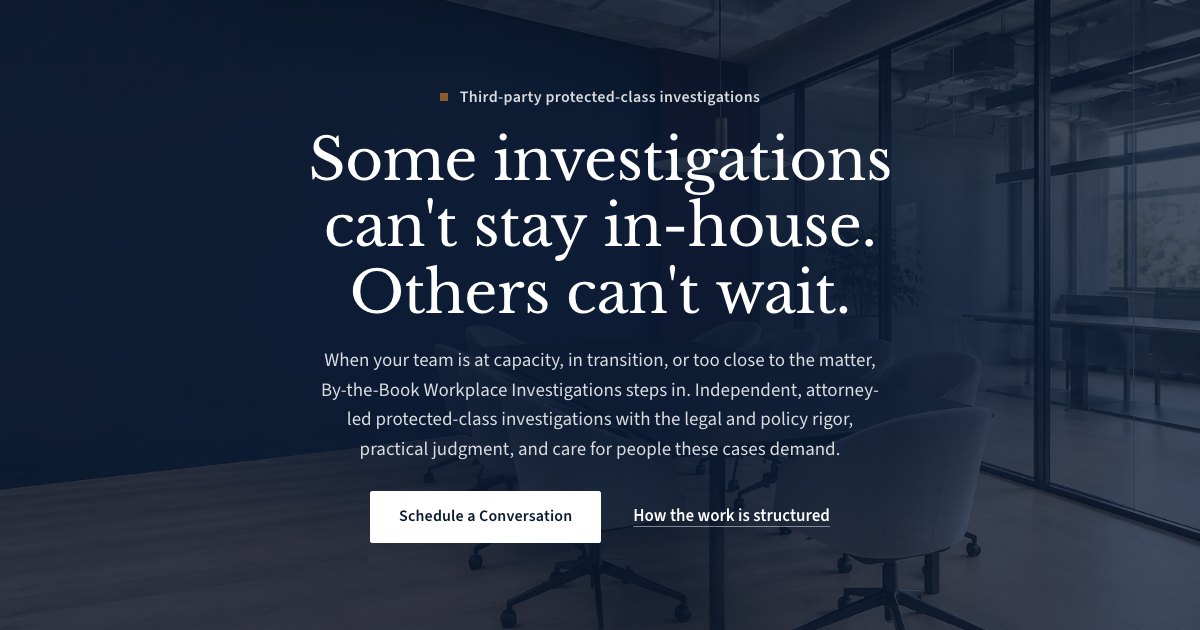 Third-party protected-class investigations
Some investigations
can't stay in-house.
Others can't wait.
When your team is at capacity, in transition, or too close to the matter,
By-the-Book Workplace Investigations steps in. Independent, attorney-
led protected-class investigations with the legal and policy rigor,
practical judgment, and care for people these cases demand.
Schedule a Conversation
How the work is structured